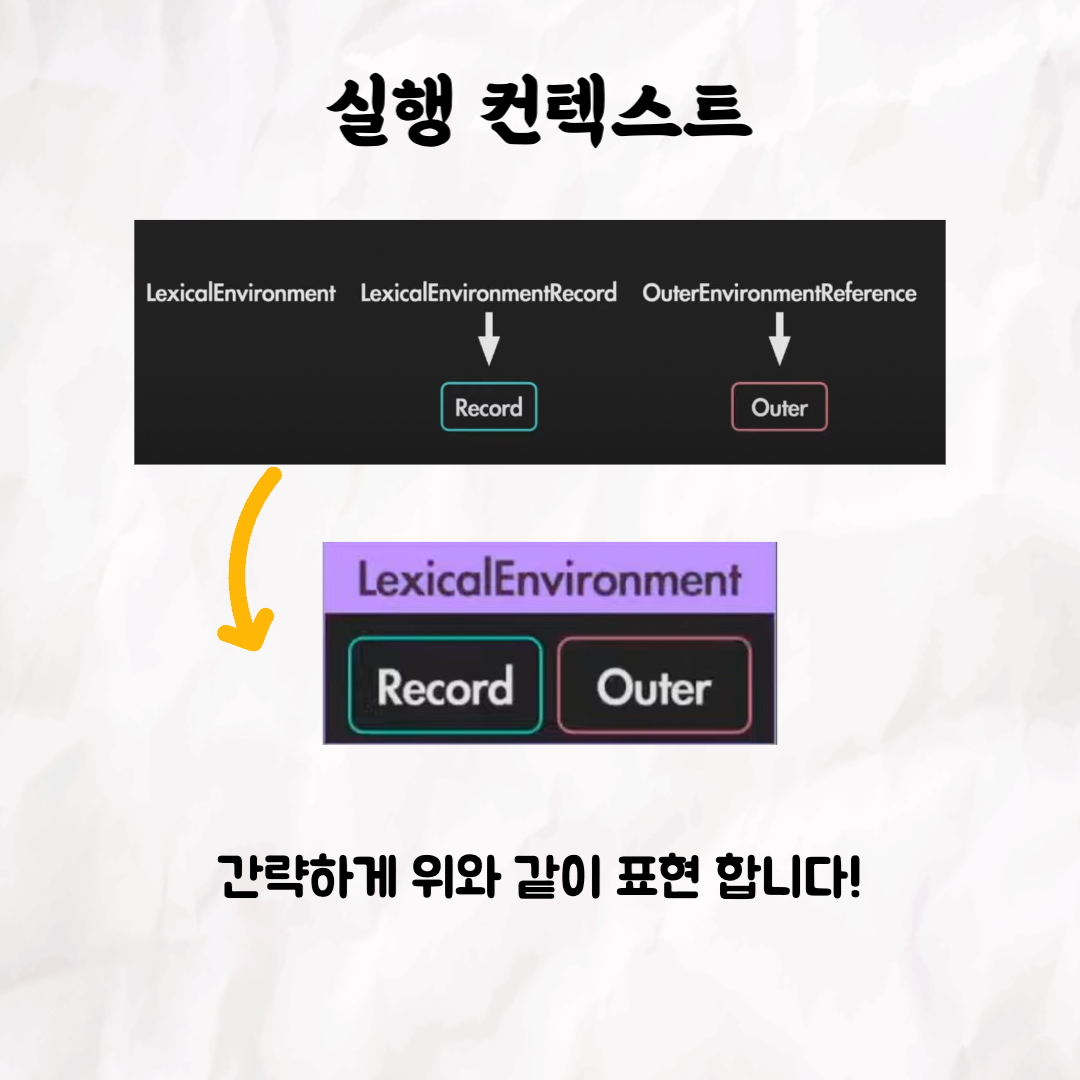 실행 컨텍스트
LexicalEnvironment LexicalEnvironmentRecord OuterEnvironmentReference
Record Outer
LexicalEnvironment
Record Outer
간략하게 위와 같이 표현 합니다!